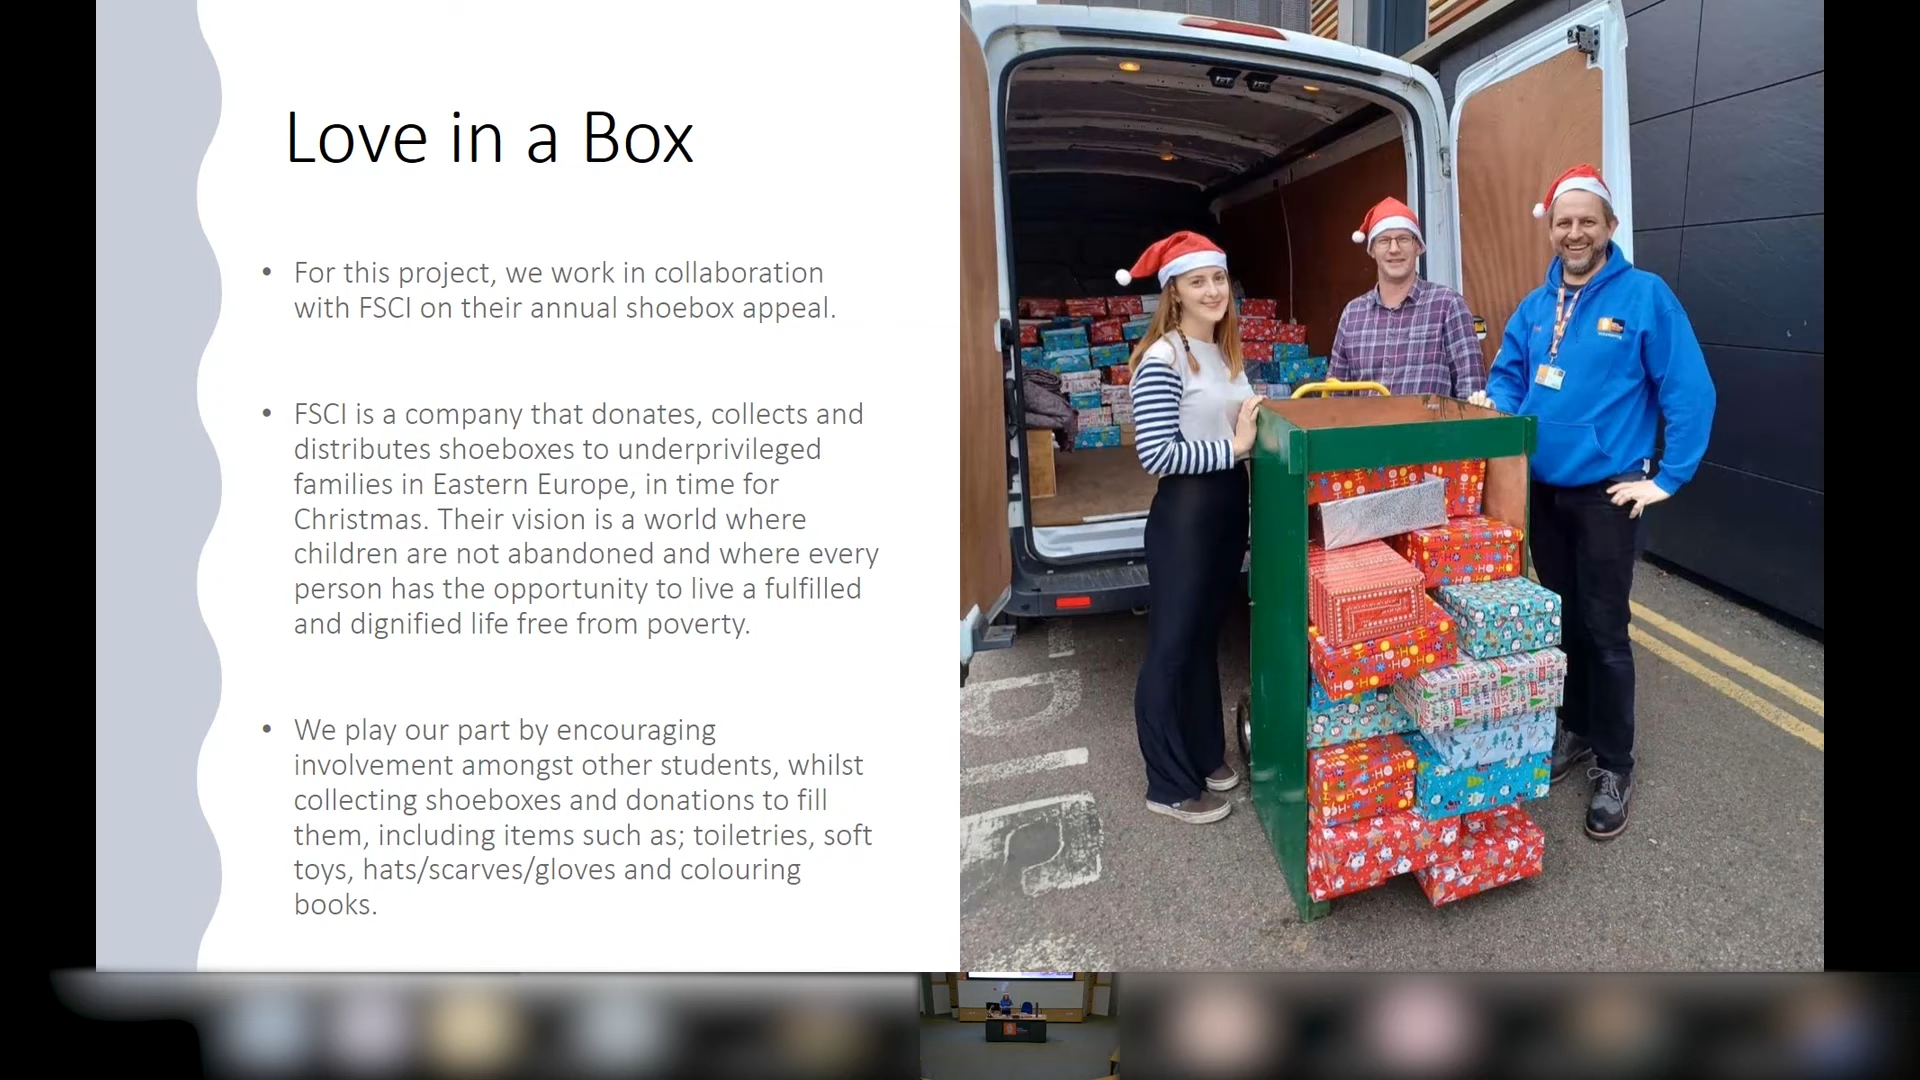 Love in a Box
• For this project, we work in collaboration
with FSCI on their annual shoebox appeal.
• FSCI is a company that donates, collects and
distributes shoeboxes to underprivileged
families in Eastern Europe, in time for
Christmas. Their vision is a world where
children are not abandoned and where every
person has the opportunity to live a fulfilled
and dignified life free from poverty.
• We play our part by encouraging
involvement amongst other students, whilst
collecting shoeboxes and donations to fill
them, including items such as; toiletries, soft
toys, hats/scarves/gloves and colouring
books.